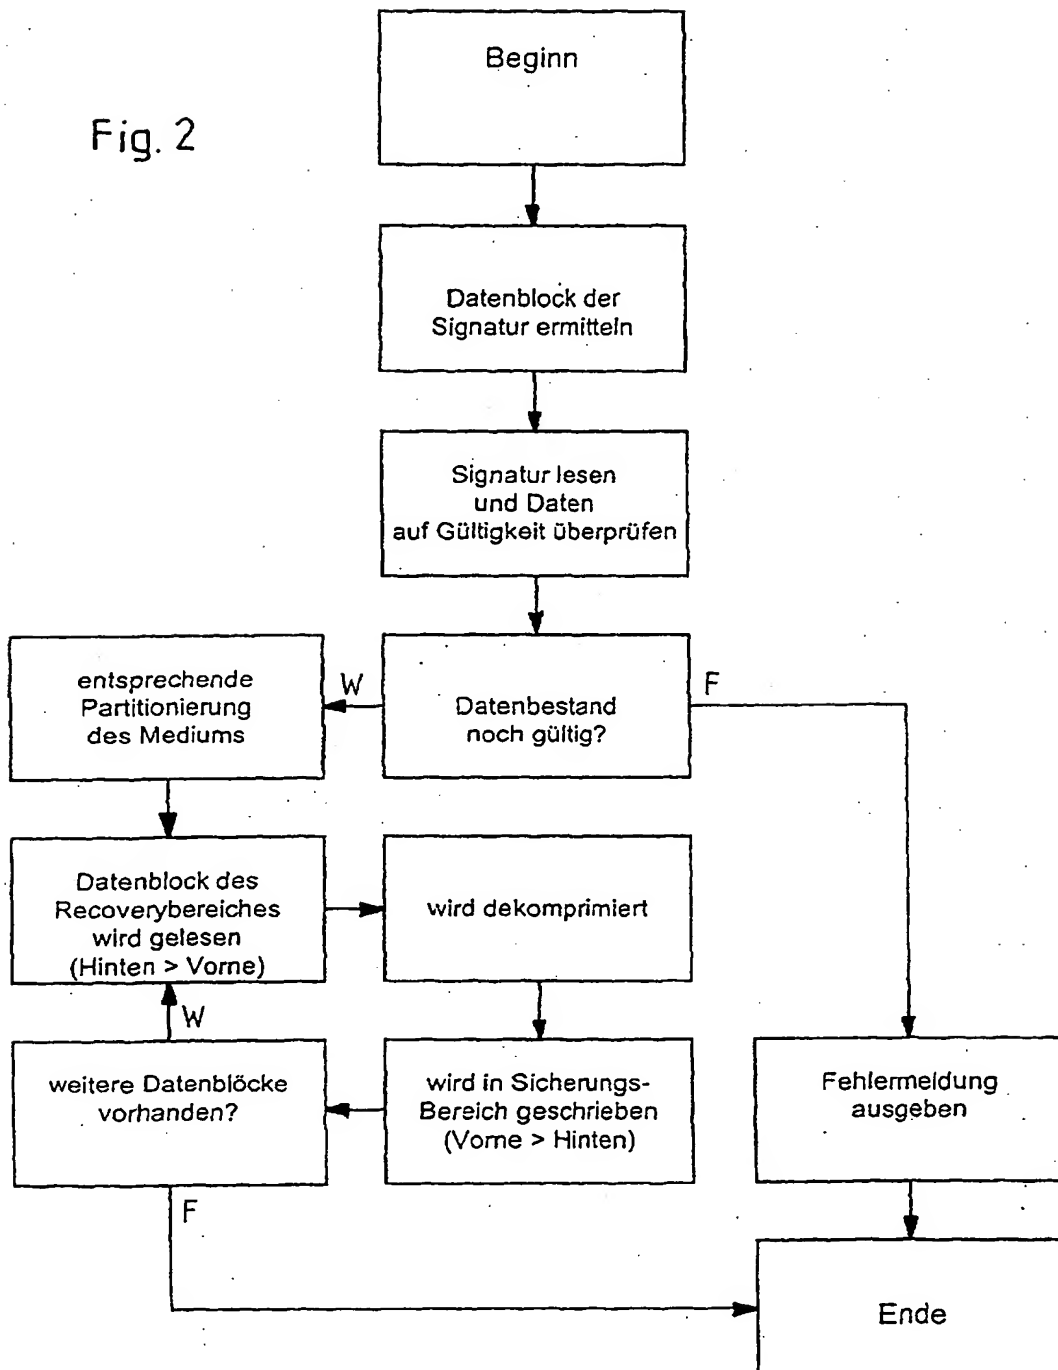 Beginn
Fig. 2
Datenblock der
Signatur ermitteln
Signatur lesen
und Daten
auf Gültigkeit überprüfen
entsprechende
Partitionierung
des Mediums
W
Datenbestand
noch gültig?
F
Datenblock des
Recoverybereiches
wird gelesen
(Hinten > Vorne)
wird dekomprimiert
W
weitere Datenblöcke
vorhanden?
wird in Sicherungs-
Bereich geschrieben
(Vorne > Hinten)
Fehlermeldung
ausgeben
F
Ende